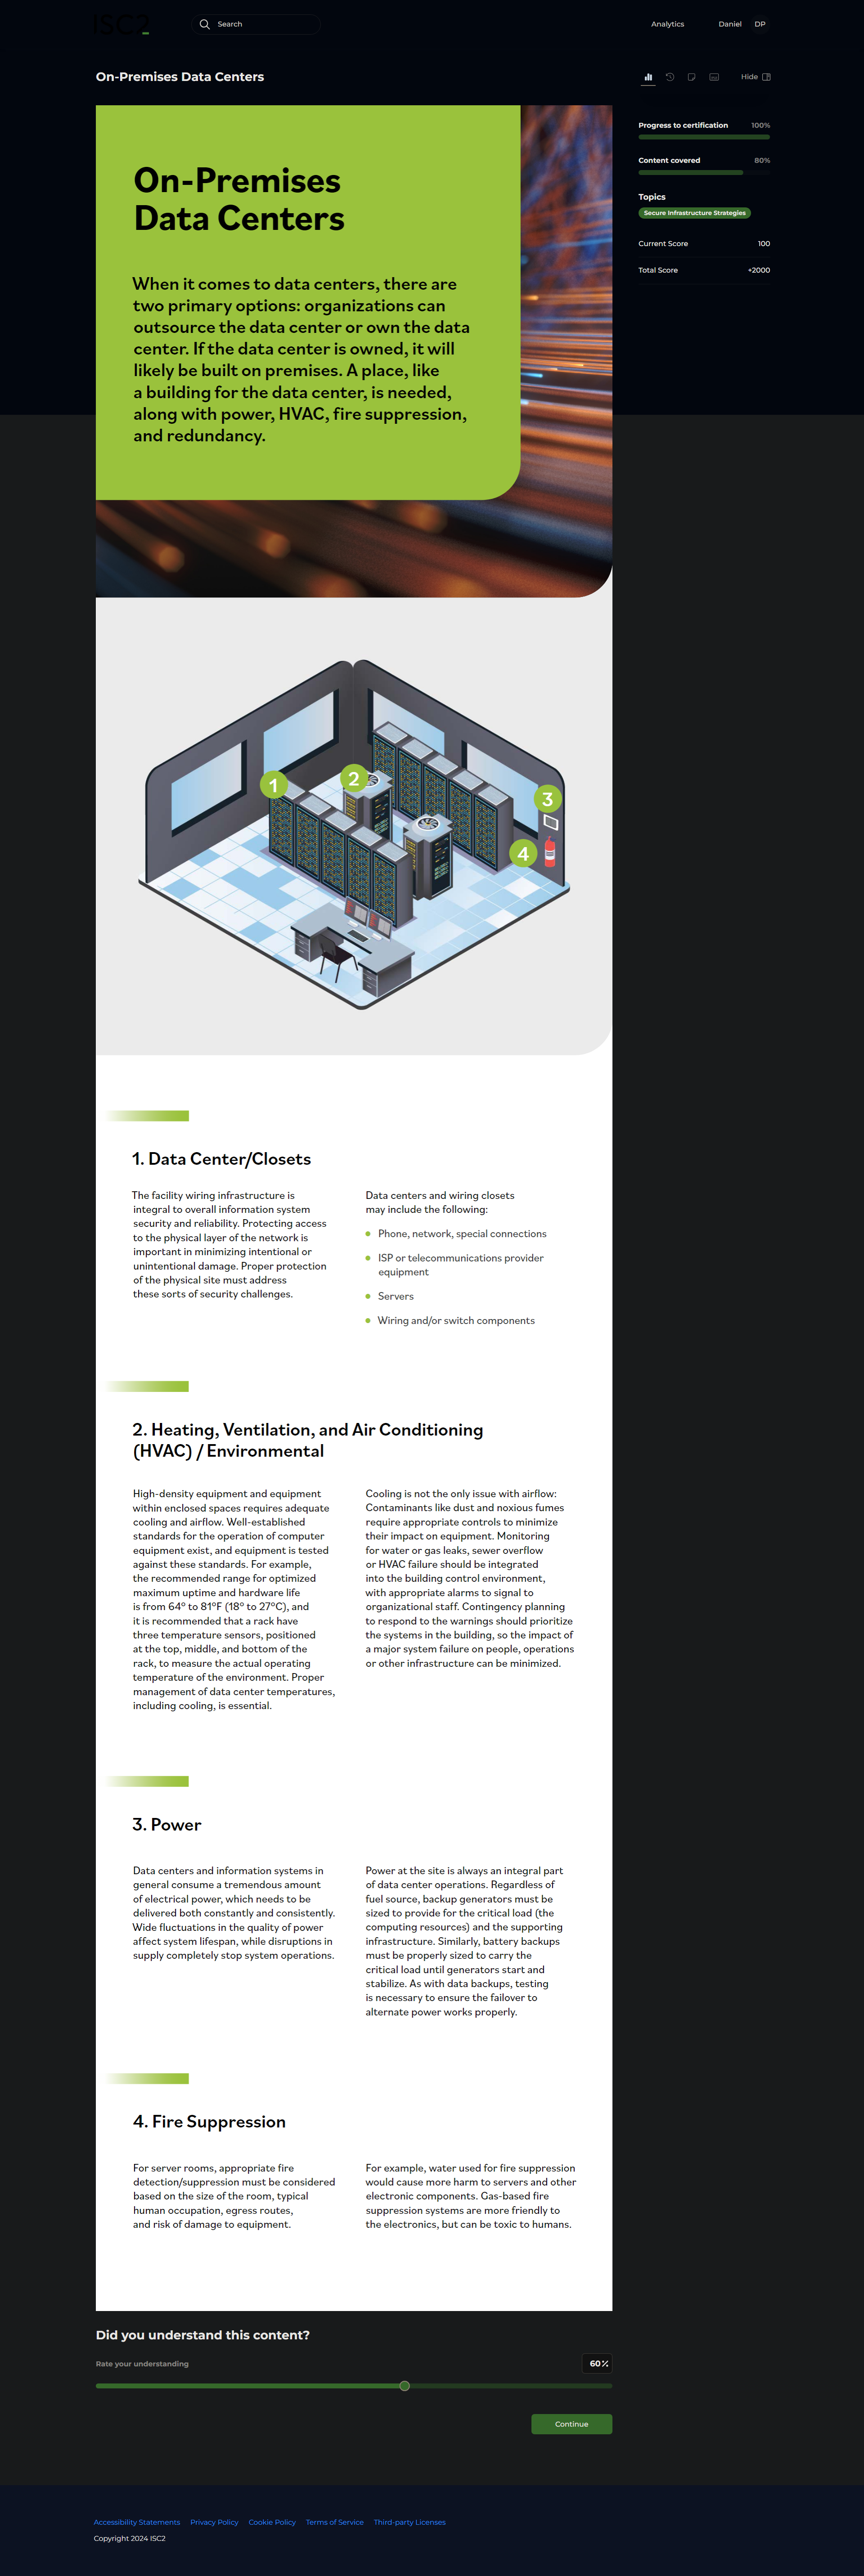 ISC2
Search
Analytics
Daniel
DP
On-Premises Data Centers
Hide
Progress to certification
100%
Content covered
80%
Topics
Secure Infrastructure Strategies
Current Score
100
Total Score
+2000
On-Premises
Data Centers
When it comes to data centers, there are
two primary options: organizations can
outsource the data center or own the data
center. If the data center is owned, it will
likely be built on premises. A place, like
a building for the data center, is needed,
along with power, HVAC, fire suppression,
and redundancy.
1
2
3
4
1. Data Center/Closets
The facility wiring infrastructure is
integral to overall information system
security and reliability. Protecting access
to the physical layer of the network is
important in minimizing intentional or
unintentional damage. Proper protection
of the physical site must address
these sorts of security challenges.
Data centers and wiring closets
may include the following:
Phone, network, special connections
ISP or telecommunications provider
equipment
Servers
Wiring and/or switch components
2. Heating, Ventilation, and Air Conditioning
(HVAC) / Environmental
High-density equipment and equipment
within enclosed spaces requires adequate
cooling and airflow. Well-established
standards for the operation of computer
equipment exist, and equipment is tested
against these standards. For example,
the recommended range for optimized
maximum uptime and hardware life
is from 64° to 81°F (18° to 27°C), and
it is recommended that a rack have
three temperature sensors, positioned
at the top, middle, and bottom of the
rack, to measure the actual operating
temperature of the environment. Proper
management of data center temperatures,
including cooling, is essential.
Cooling is not the only issue with airflow:
Contaminants like dust and noxious fumes
require appropriate controls to minimize
their impact on equipment. Monitoring
for water or gas leaks, sewer overflow
or HVAC failure should be integrated
into the building control environment,
with appropriate alarms to signal to
organizational staff. Contingency planning
to respond to the warnings should prioritize
the systems in the building, so the impact of
a major system failure on people, operations
or other infrastructure can be minimized.
3. Power
Data centers and information systems in
general consume a tremendous amount
of electrical power, which needs to be
delivered both constantly and consistently.
Wide fluctuations in the quality of power
affect system lifespan, while disruptions in
supply completely stop system operations.
Power at the site is always an integral part
of data center operations. Regardless of
fuel source, backup generators must be
sized to provide for the critical load (the
computing resources) and the supporting
infrastructure. Similarly, battery backups
must be properly sized to carry the
critical load until generators start and
stabilize. As with data backups, testing
is necessary to ensure the failover to
alternate power works properly.
4. Fire Suppression
For server rooms, appropriate fire
detection/suppression must be considered
based on the size of the room, typical
human occupation, egress routes,
and risk of damage to equipment.
For example, water used for fire suppression
would cause more harm to servers and other
electronic components. Gas-based fire
suppression systems are more friendly to
the electronics, but can be toxic to humans.
Did you understand this content?
Rate your understanding
60%
Continue
Accessibility Statements Privacy Policy Cookie Policy Terms of Service Third-party Licenses
Copyright 2024 ISC2